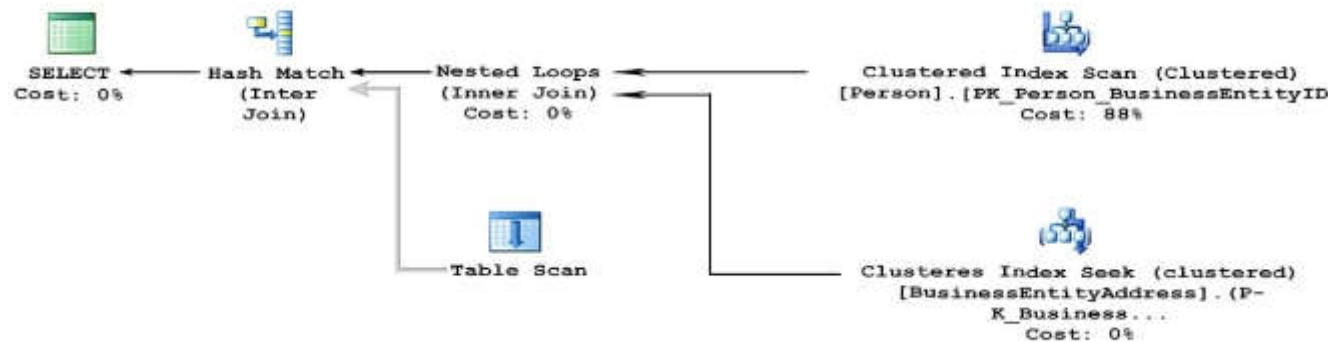 SELECT
Cost: 0%
Hash Match
(Inter
Join)
Nested Loops
(Inner Join)
Cost: 0%
Clustered Index Scan (Clustered)
[Person].[PK_Person_BusinessEntityID
Cost: 88%
Table Scan
Clusteres Index Seek (clustered)
[BusinessEntityAddress].(P-
K_Business...
Cost: 0%